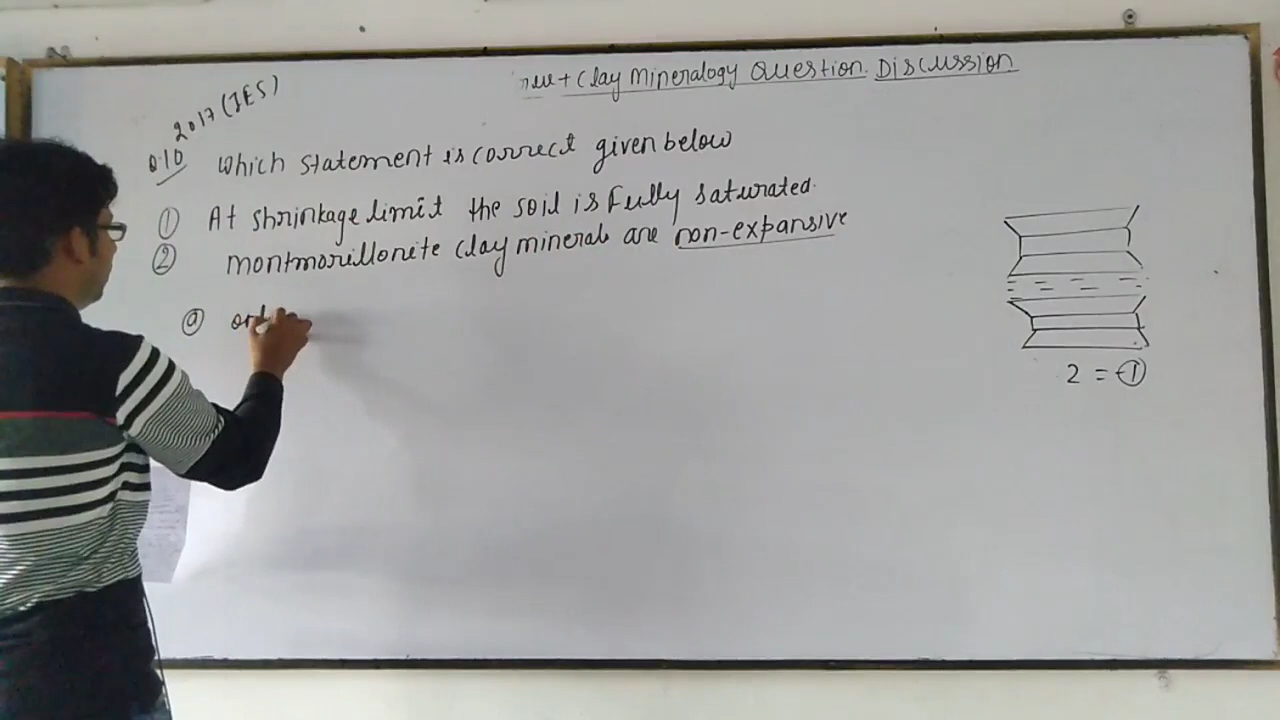 + Clay Mineralogy Question Discussion
2017 (IES)
Q.10 Which statement is correct given below
① At shrinkage limit the soil is fully saturated.
② montmorillonite clay minerals are non-expansive
ⓐ
2 = ①